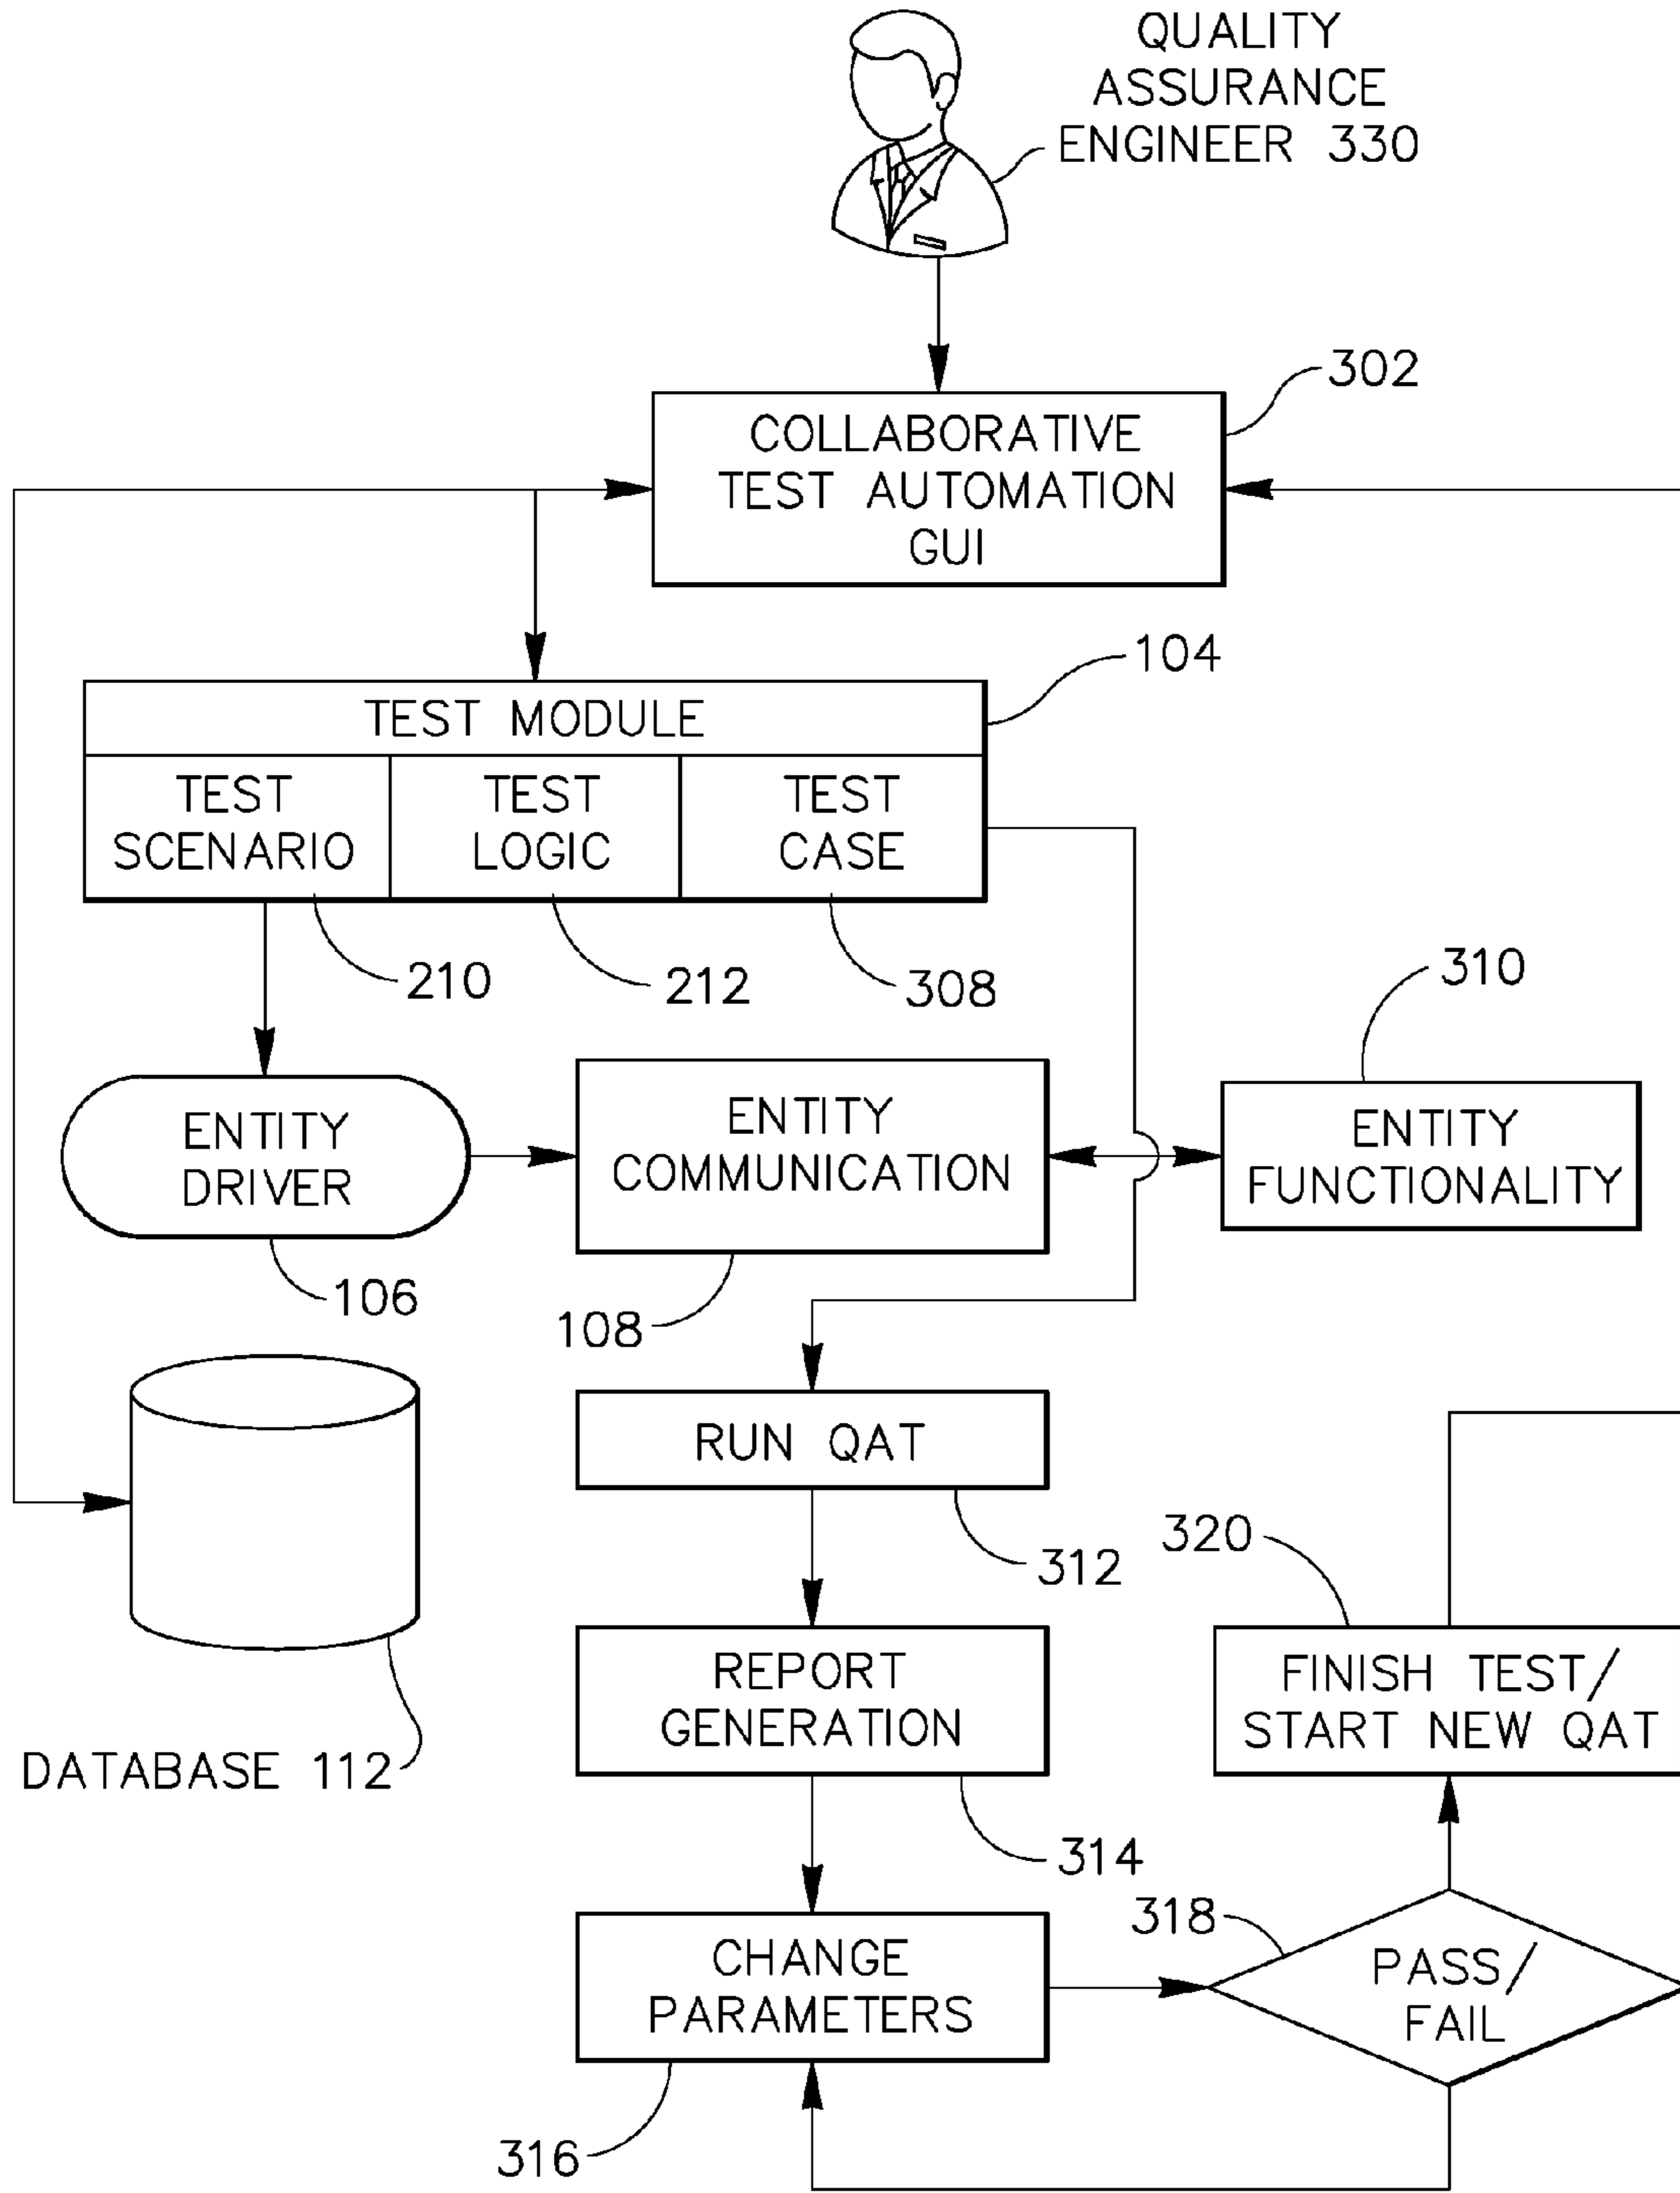 QUALITY
ASSURANCE
ENGINEER 330
302
COLLABORATIVE
TEST AUTOMATION
GUI
104
TEST MODULE
TEST
SCENARIO
TEST
LOGIC
TEST
CASE
210
212
308
310
ENTITY
DRIVER
ENTITY
COMMUNICATION
ENTITY
FUNCTIONALITY
106
108
RUN QAT
312
320
REPORT
GENERATION
FINISH TEST/
START NEW QAT
DATABASE 112
314
318
CHANGE
PARAMETERS
PASS/
FAIL
316